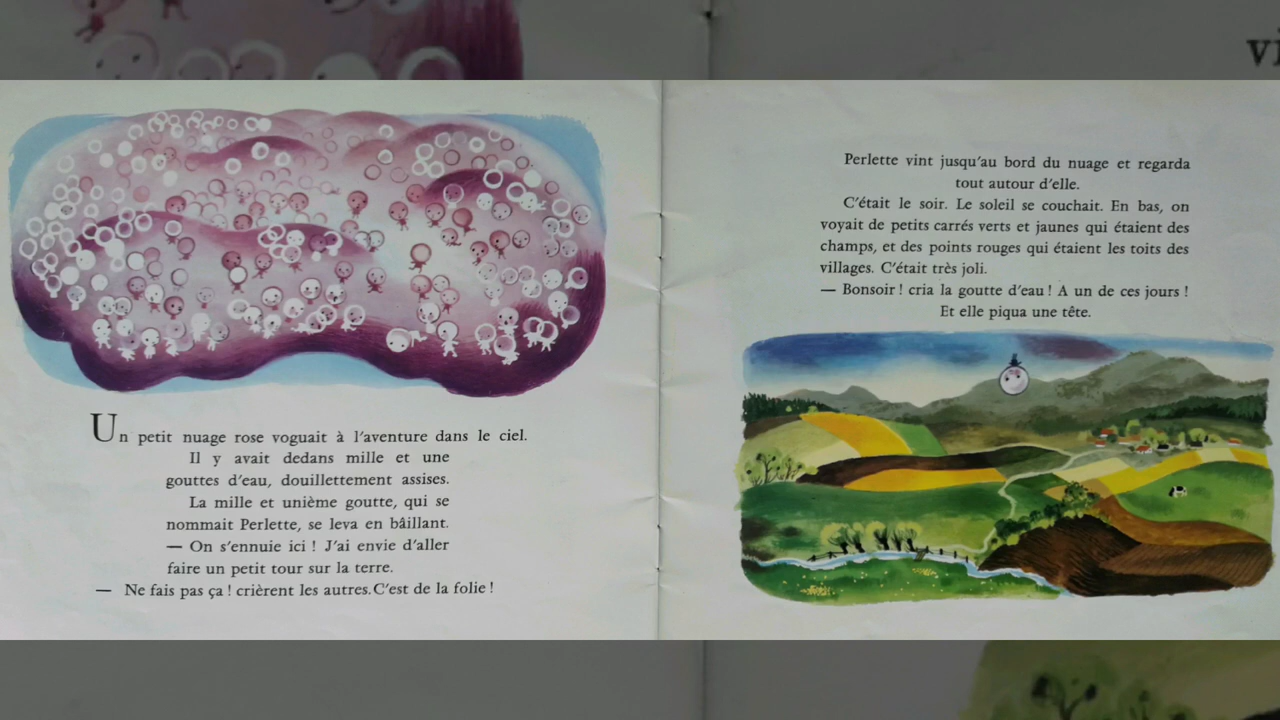 Un petit nuage rose voguait à l'aventure dans le ciel.
Il y avait dedans mille et une
gouttes d'eau, douillettement assises.
La mille et unième goutte, qui se
nommait Perlette, se leva en bâillant.
— On s'ennuie ici ! J'ai envie d'aller
faire un petit tour sur la terre.
— Ne fais pas ça ! crièrent les autres. C'est de la folie !
Perlette vint jusqu'au bord du nuage et regarda
tout autour d'elle.
C'était le soir. Le soleil se couchait. En bas, on
voyait de petits carrés verts et jaunes qui étaient des
champs, et des points rouges qui étaient les toits des
villages. C'était très joli.
— Bonsoir ! cria la goutte d'eau ! A un de ces jours !
Et elle piqua une tête.